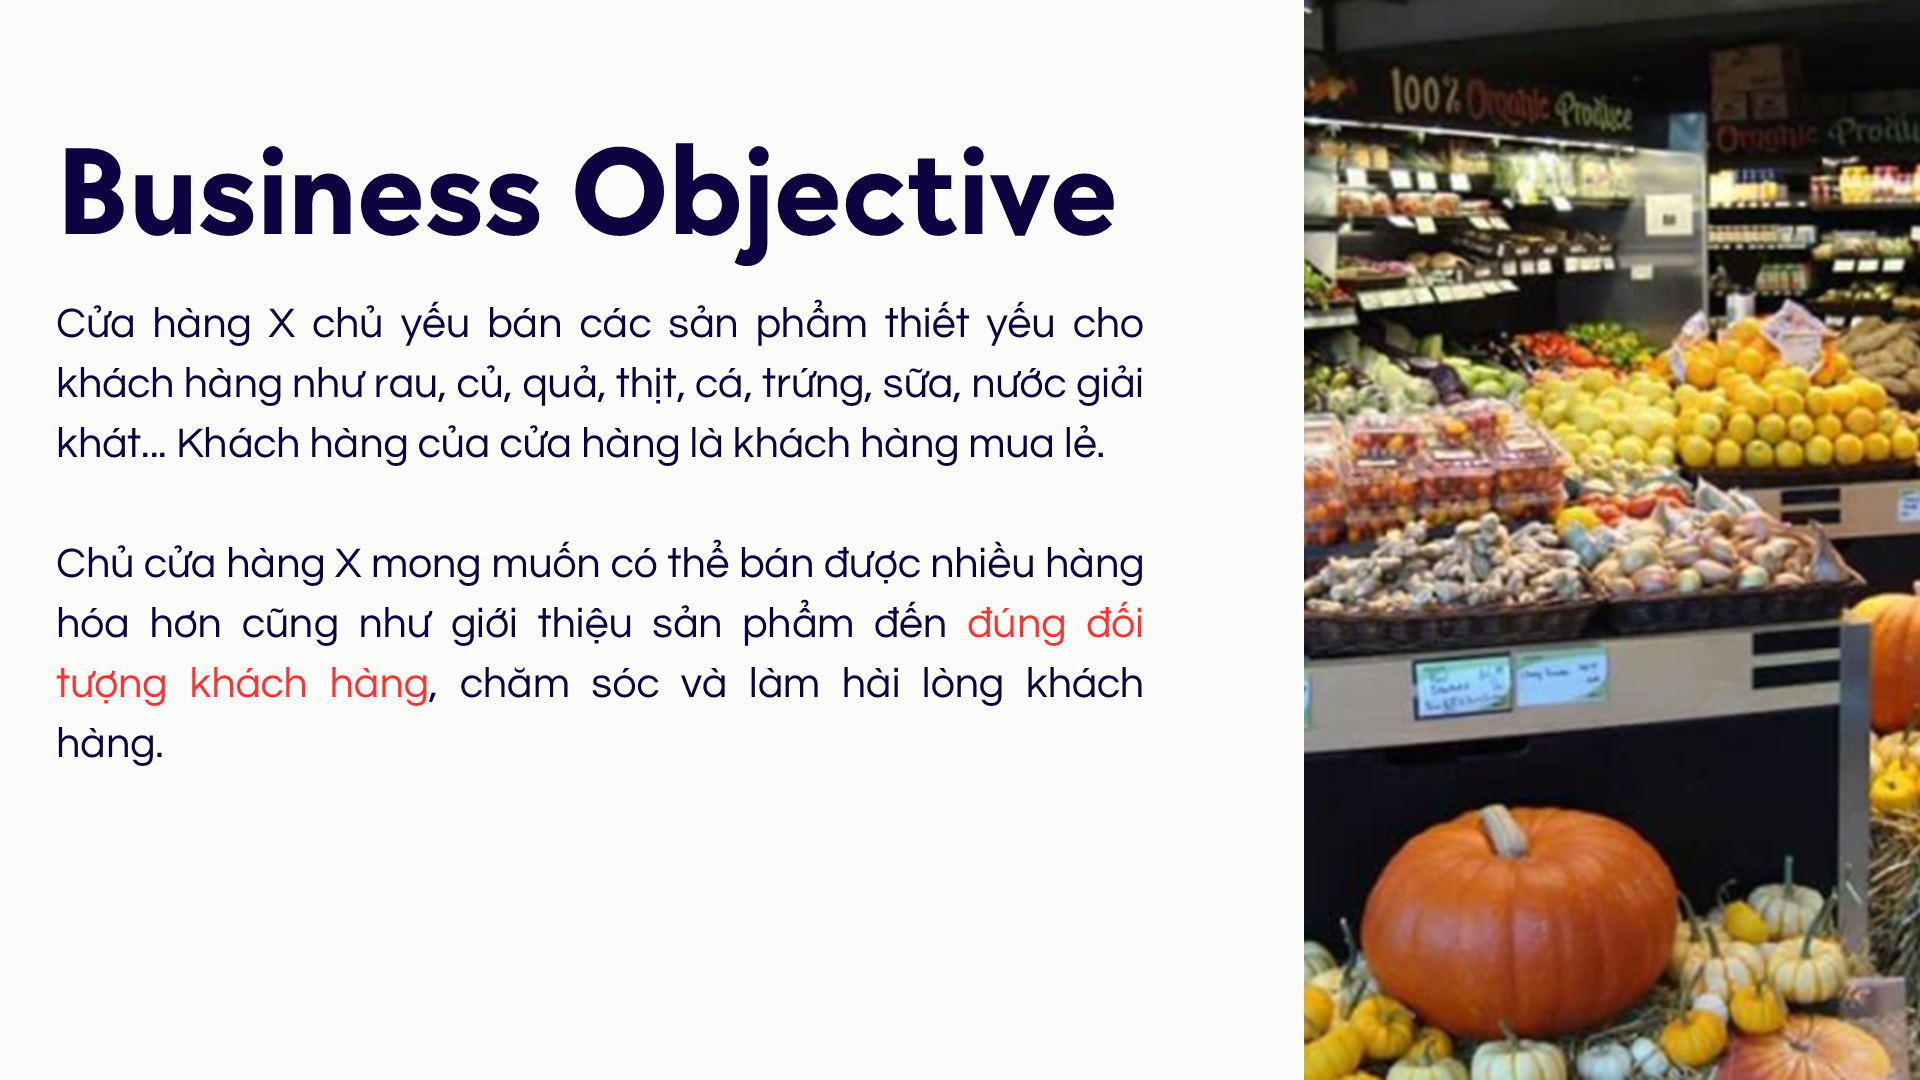 Business Objective
Cửa hàng X chủ yếu bán các sản phẩm thiết yếu cho
khách hàng như rau, củ, quả, thịt, cá, trứng, sữa, nước giải
khát... Khách hàng của cửa hàng là khách hàng mua lẻ.
Chủ cửa hàng X mong muốn có thể bán được nhiều hàng
hóa hơn cũng như giới thiệu sản phẩm đến đúng đối
tượng khách hàng, chăm sóc và làm hài lòng khách
hàng.
100% Organic Produce
Organic Produ